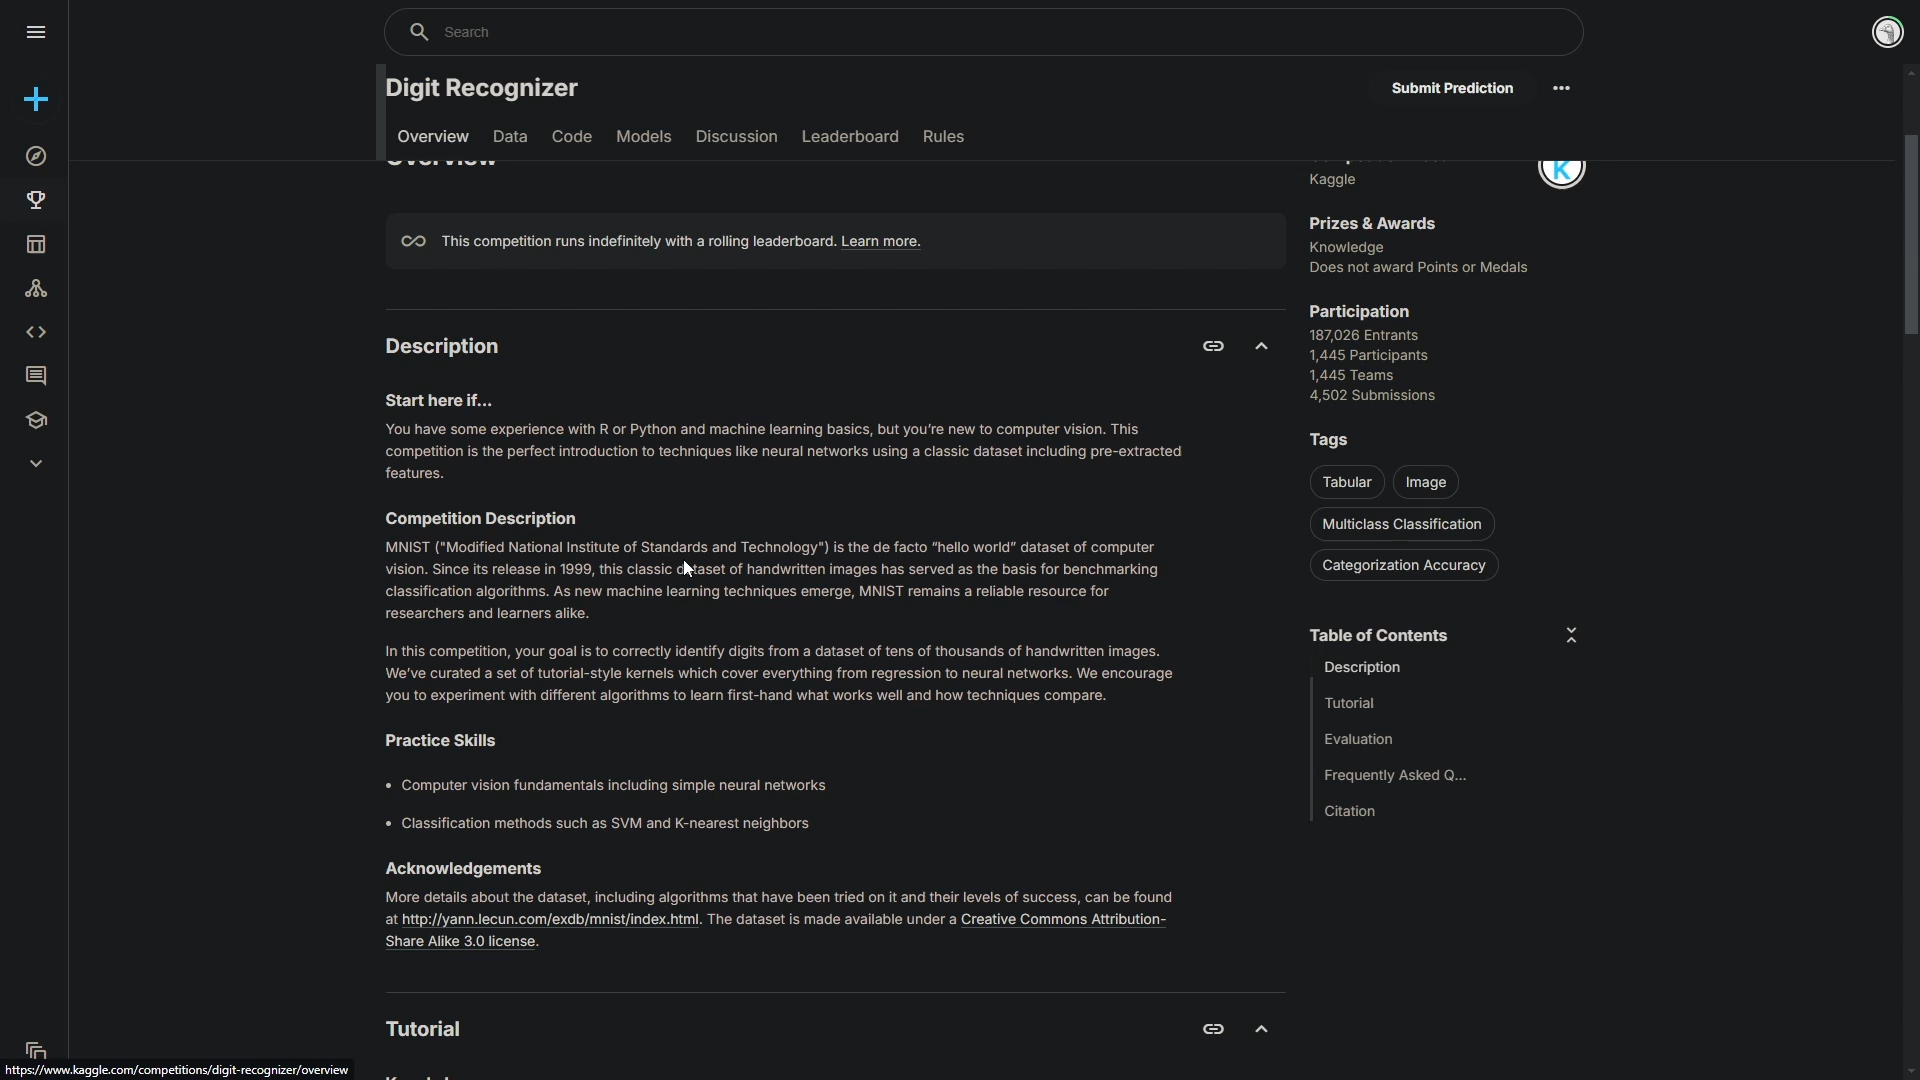 Search
Digit Recognizer
Submit Prediction
Overview Data Code Models Discussion Leaderboard Rules
Overview
Kaggle
K
This competition runs indefinitely with a rolling leaderboard. Learn more.
Prizes & Awards
Knowledge
Does not award Points or Medals
Participation
187,026 Entrants
1,445 Participants
1,445 Teams
4,502 Submissions
Tags
Tabular Image
Multiclass Classification
Categorization Accuracy
Table of Contents
Description
Tutorial
Evaluation
Frequently Asked Q...
Citation
Description
Start here if...
You have some experience with R or Python and machine learning basics, but you're new to computer vision. This
competition is the perfect introduction to techniques like neural networks using a classic dataset including pre-extracted
features.
Competition Description
MNIST ("Modified National Institute of Standards and Technology") is the de facto “hello world” dataset of computer
vision. Since its release in 1999, this classic dataset of handwritten images has served as the basis for benchmarking
classification algorithms. As new machine learning techniques emerge, MNIST remains a reliable resource for
researchers and learners alike.
In this competition, your goal is to correctly identify digits from a dataset of tens of thousands of handwritten images.
We've curated a set of tutorial-style kernels which cover everything from regression to neural networks. We encourage
you to experiment with different algorithms to learn first-hand what works well and how techniques compare.
Practice Skills
• Computer vision fundamentals including simple neural networks
• Classification methods such as SVM and K-nearest neighbors
Acknowledgements
More details about the dataset, including algorithms that have been tried on it and their levels of success, can be found
at http://yann.lecun.com/exdb/mnist/index.html. The dataset is made available under a Creative Commons Attribution-
Share Alike 3.0 license.
Tutorial
https://www.kaggle.com/competitions/digit-recognizer/overview